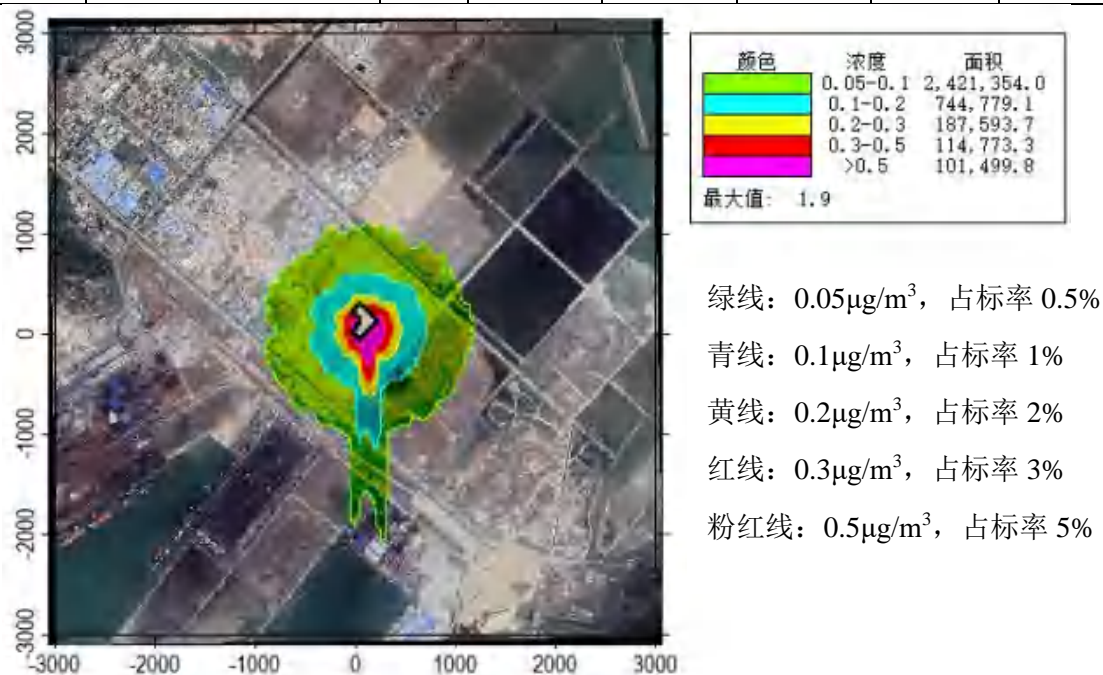 3000
2000
1000
0
-1000
-2000
-3000
-3000 -2000 -1000 0 1000 2000 3000
颜色 浓度 面积
0.05-0.1 2,421,354.0
0.1-0.2 744,779.1
0.2-0.3 187,593.7
0.3-0.5 114,773.3
>0.5 101,499.8
最大值: 1.9
绿线：0.05μg/m³，占标率 0.5%
青线：0.1μg/m³，占标率 1%
黄线：0.2μg/m³，占标率 2%
红线：0.3μg/m³，占标率 3%
粉红线：0.5μg/m³，占标率 5%